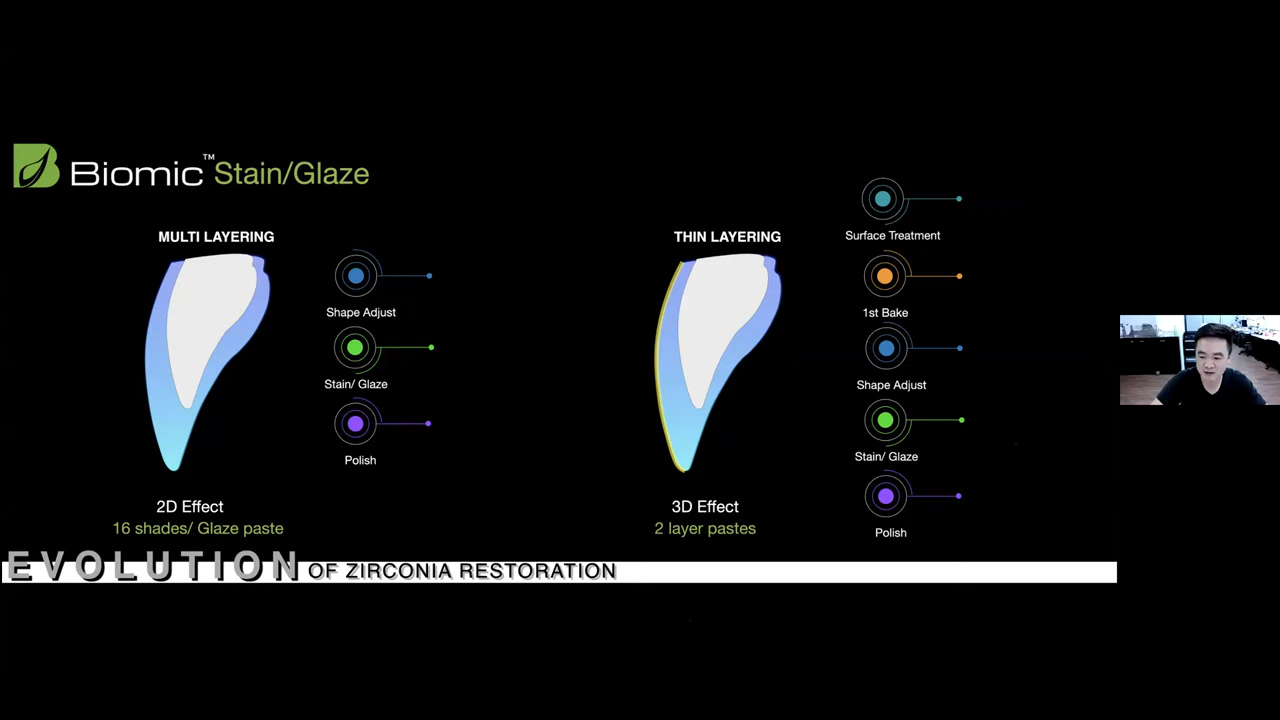 Biomic™ Stain/Glaze
MULTI LAYERING
Shape Adjust
Stain/ Glaze
Polish
2D Effect
16 shades/ Glaze paste
THIN LAYERING
Surface Treatment
1st Bake
Shape Adjust
Stain/ Glaze
Polish
3D Effect
2 layer pastes
EVOLUTION OF ZIRCONIA RESTORATION